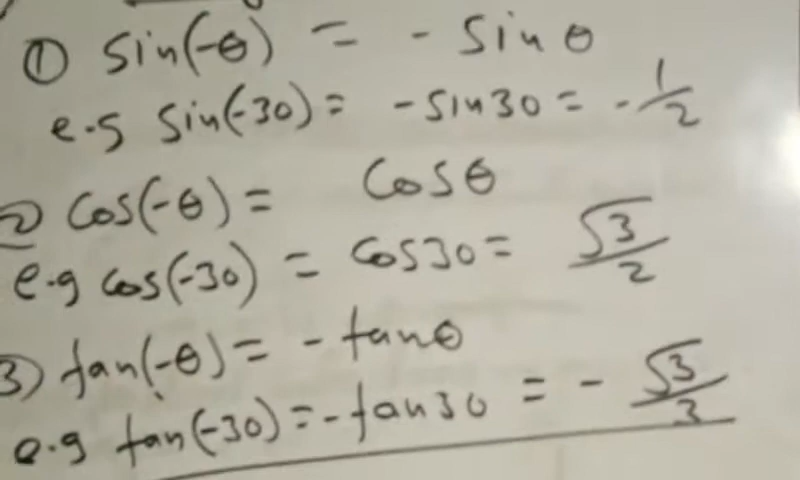 ① sin(-θ) = - sin θ
e.g sin(-30) = -sin30 = -1/2
2) cos(-θ) = cosθ
e.g cos(-30) = cos30 = √3/2
3) tan(-θ) = - tanθ
e.g tan(-30) = -tan30 = - √3/3